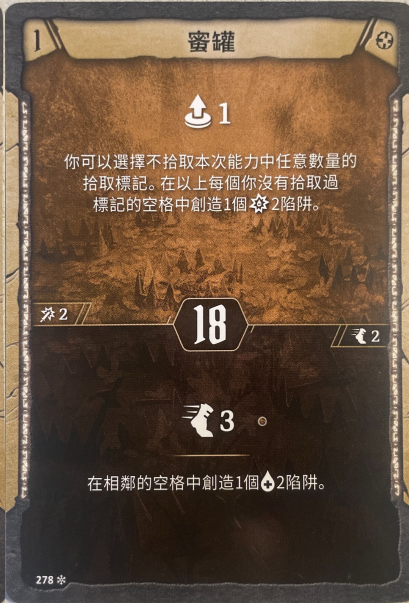 1
蜜罐
1
你可以選擇不拾取本次能力中任意數量的
拾取標記。在以上每個你沒有拾取過
標記的空格中創造1個2陷阱。
2
18
2
3
在相鄰的空格中創造1個2陷阱。
278